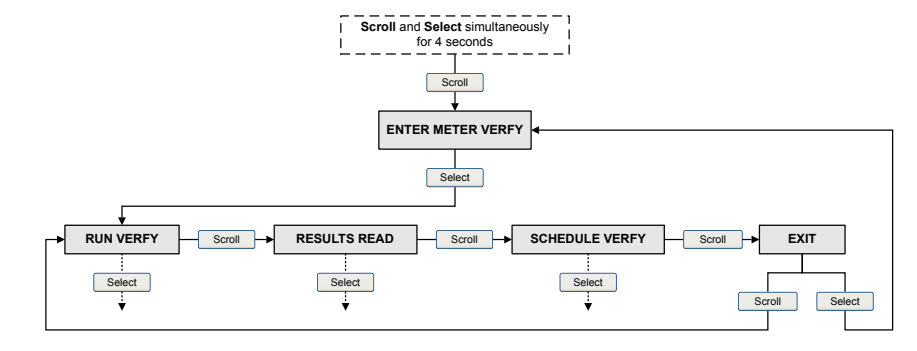 Scroll and Select simultaneously
for 4 seconds
Scroll
ENTER METER VERFY
Select
RUN VERFY
Scroll
RESULTS READ
Scroll
SCHEDULE VERFY
Scroll
EXIT
Select
Select
Select
Scroll
Select